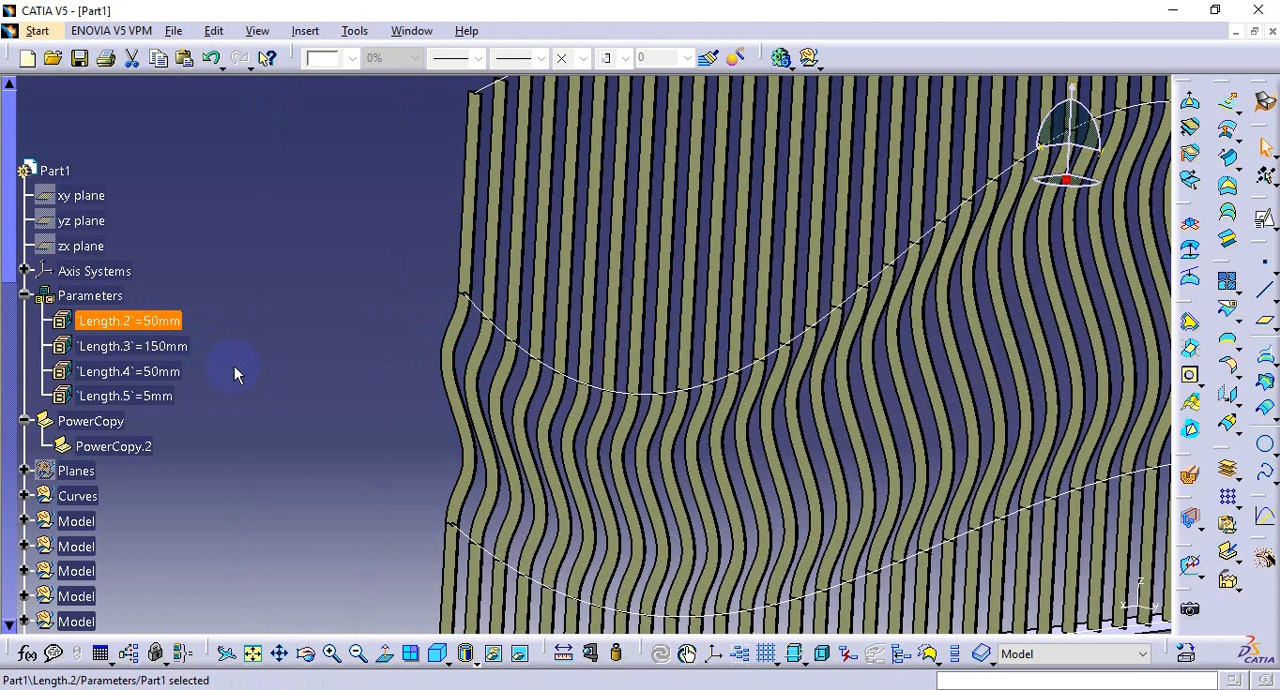 CATIA V5 - [Part1]
Start ENOVIA V5 VPM File Edit View Insert Tools Window Help
0% 0
Part1
xy plane
yz plane
zx plane
Axis Systems
Parameters
`Length.2`=50mm
`Length.3`=150mm
`Length.4`=50mm
`Length.5`=5mm
PowerCopy
PowerCopy.2
Planes
Curves
Model
Model
Model
Model
Model
z
x y
f(x) Model
CATIA
Part1\Length.2/Parameters/Part1 selected